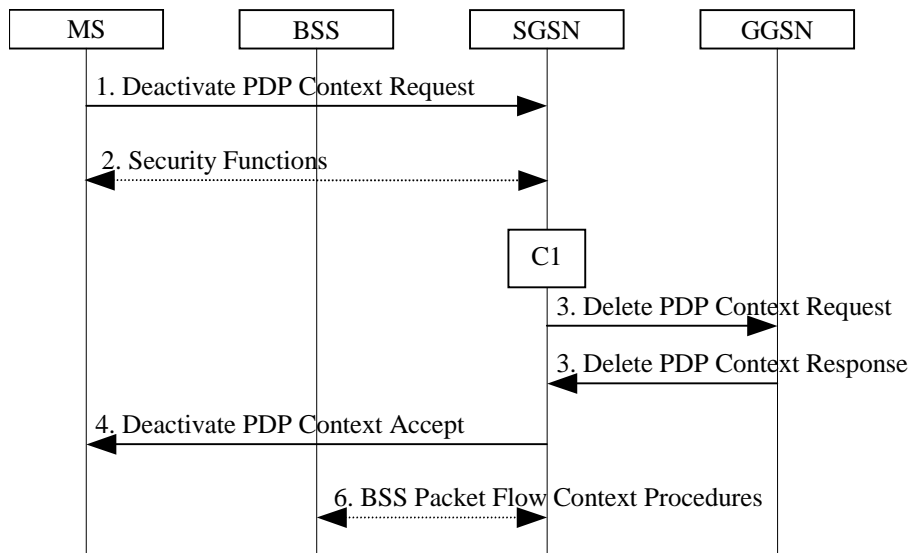 MS
BSS
SGSN
GGSN
1. Deactivate PDP Context Request
2. Security Functions
C1
3. Delete PDP Context Request
3. Delete PDP Context Response
4. Deactivate PDP Context Accept
6. BSS Packet Flow Context Procedures